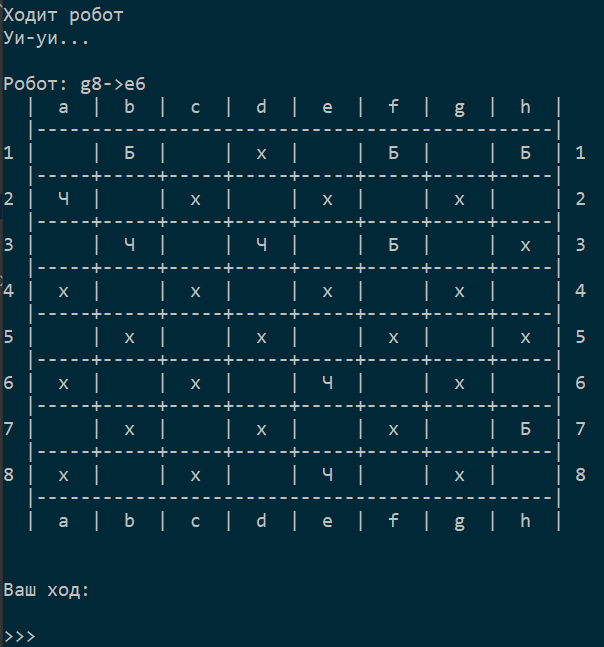 Ходит робот
Уи-уи...
Робот: g8->e6
  |  a  |  b  |  c  |  d  |  e  |  f  |  g  |  h  |
  |-----------------------------------------------|
1 |     |  Б  |     |  x  |     |  Б  |     |  Б  | 1
  |-----+-----+-----+-----+-----+-----+-----+-----|
2 |  Ч  |     |  x  |     |  x  |     |  x  |     | 2
  |-----+-----+-----+-----+-----+-----+-----+-----|
3 |     |  Ч  |     |  Ч  |     |  Б  |     |  x  | 3
  |-----+-----+-----+-----+-----+-----+-----+-----|
4 |  x  |     |  x  |     |  x  |     |  x  |     | 4
  |-----+-----+-----+-----+-----+-----+-----+-----|
5 |     |  x  |     |  x  |     |  x  |     |  x  | 5
  |-----+-----+-----+-----+-----+-----+-----+-----|
6 |  x  |     |  x  |     |  Ч  |     |  x  |     | 6
  |-----+-----+-----+-----+-----+-----+-----+-----|
7 |     |  x  |     |  x  |     |  x  |     |  Б  | 7
  |-----+-----+-----+-----+-----+-----+-----+-----|
8 |  x  |     |  x  |     |  Ч  |     |  x  |     | 8
  |-----------------------------------------------|
  |  a  |  b  |  c  |  d  |  e  |  f  |  g  |  h  |
Ваш ход:
>>>